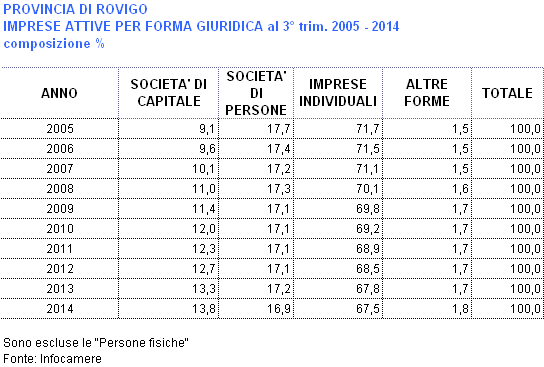 PROVINCIA DI ROVIGO
IMPRESE ATTIVE PER FORMA GIURIDICA al 3° trim. 2005 - 2014
composizione %
ANNO SOCIETA' DI CAPITALE SOCIETA' DI PERSONE IMPRESE INDIVIDUALI ALTRE FORME TOTALE
2005 9,1 17,7 71,7 1,5 100,0
2006 9,6 17,4 71,5 1,5 100,0
2007 10,1 17,2 71,1 1,5 100,0
2008 11,0 17,3 70,1 1,6 100,0
2009 11,4 17,1 69,8 1,7 100,0
2010 12,0 17,1 69,2 1,7 100,0
2011 12,3 17,1 68,9 1,7 100,0
2012 12,7 17,1 68,5 1,7 100,0
2013 13,3 17,2 67,8 1,7 100,0
2014 13,8 16,9 67,5 1,8 100,0
Sono escluse le "Persone fisiche"
Fonte: Infocamere